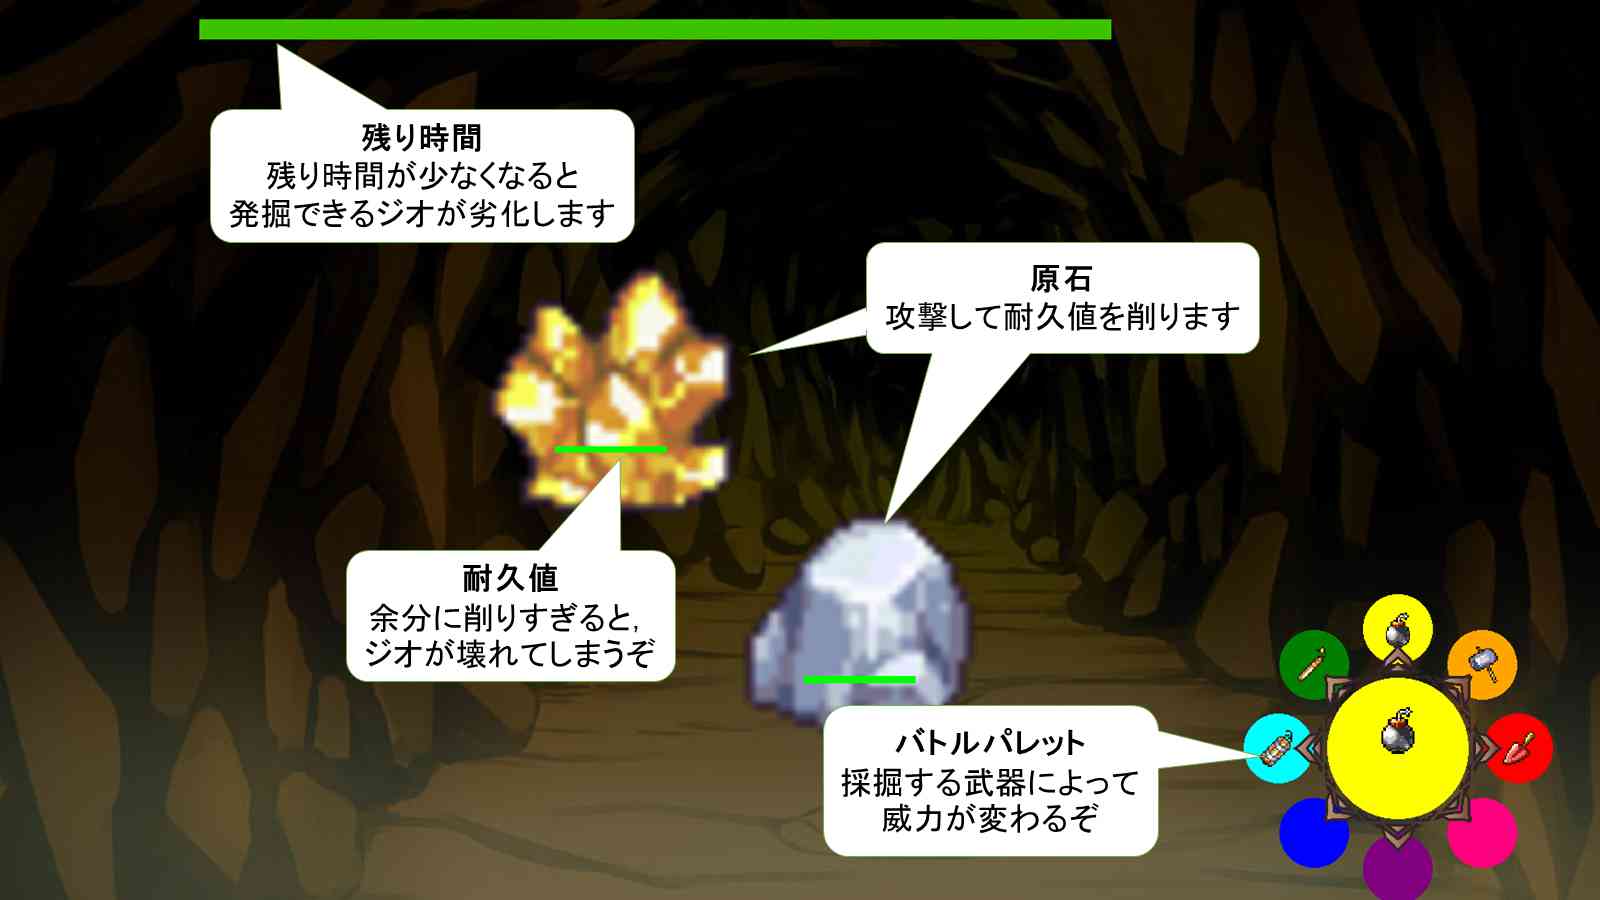 残り時間
残り時間が少なくなると
発掘できるジオが劣化します
原石
攻撃して耐久値を削ります
耐久値
余分に削りすぎると,
ジオが壊れてしまうぞ
バトルパレット
採掘する武器によって
威力が変わるぞ